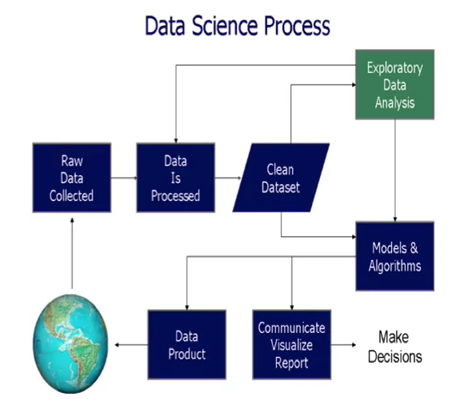 Data Science Process
Exploratory
Data
Analysis
Raw
Data
Collected
Data
Is
Processed
Clean
Dataset
Models &
Algorithms
Data
Product
Communicate
Visualize
Report
Make
Decisions